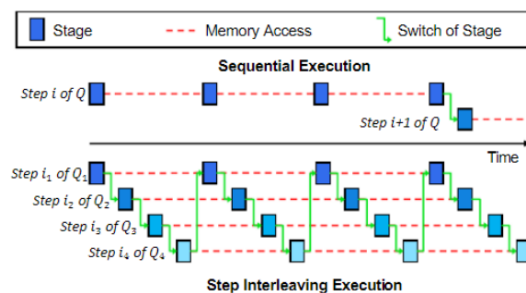 Stage Memory Access Switch of Stage
Sequential Execution
Step i of Q
Step i+1 of Q
Time
Step i₁ of Q₁
Step i₂ of Q₂
Step i₃ of Q₃
Step i₄ of Q₄
Step Interleaving Execution